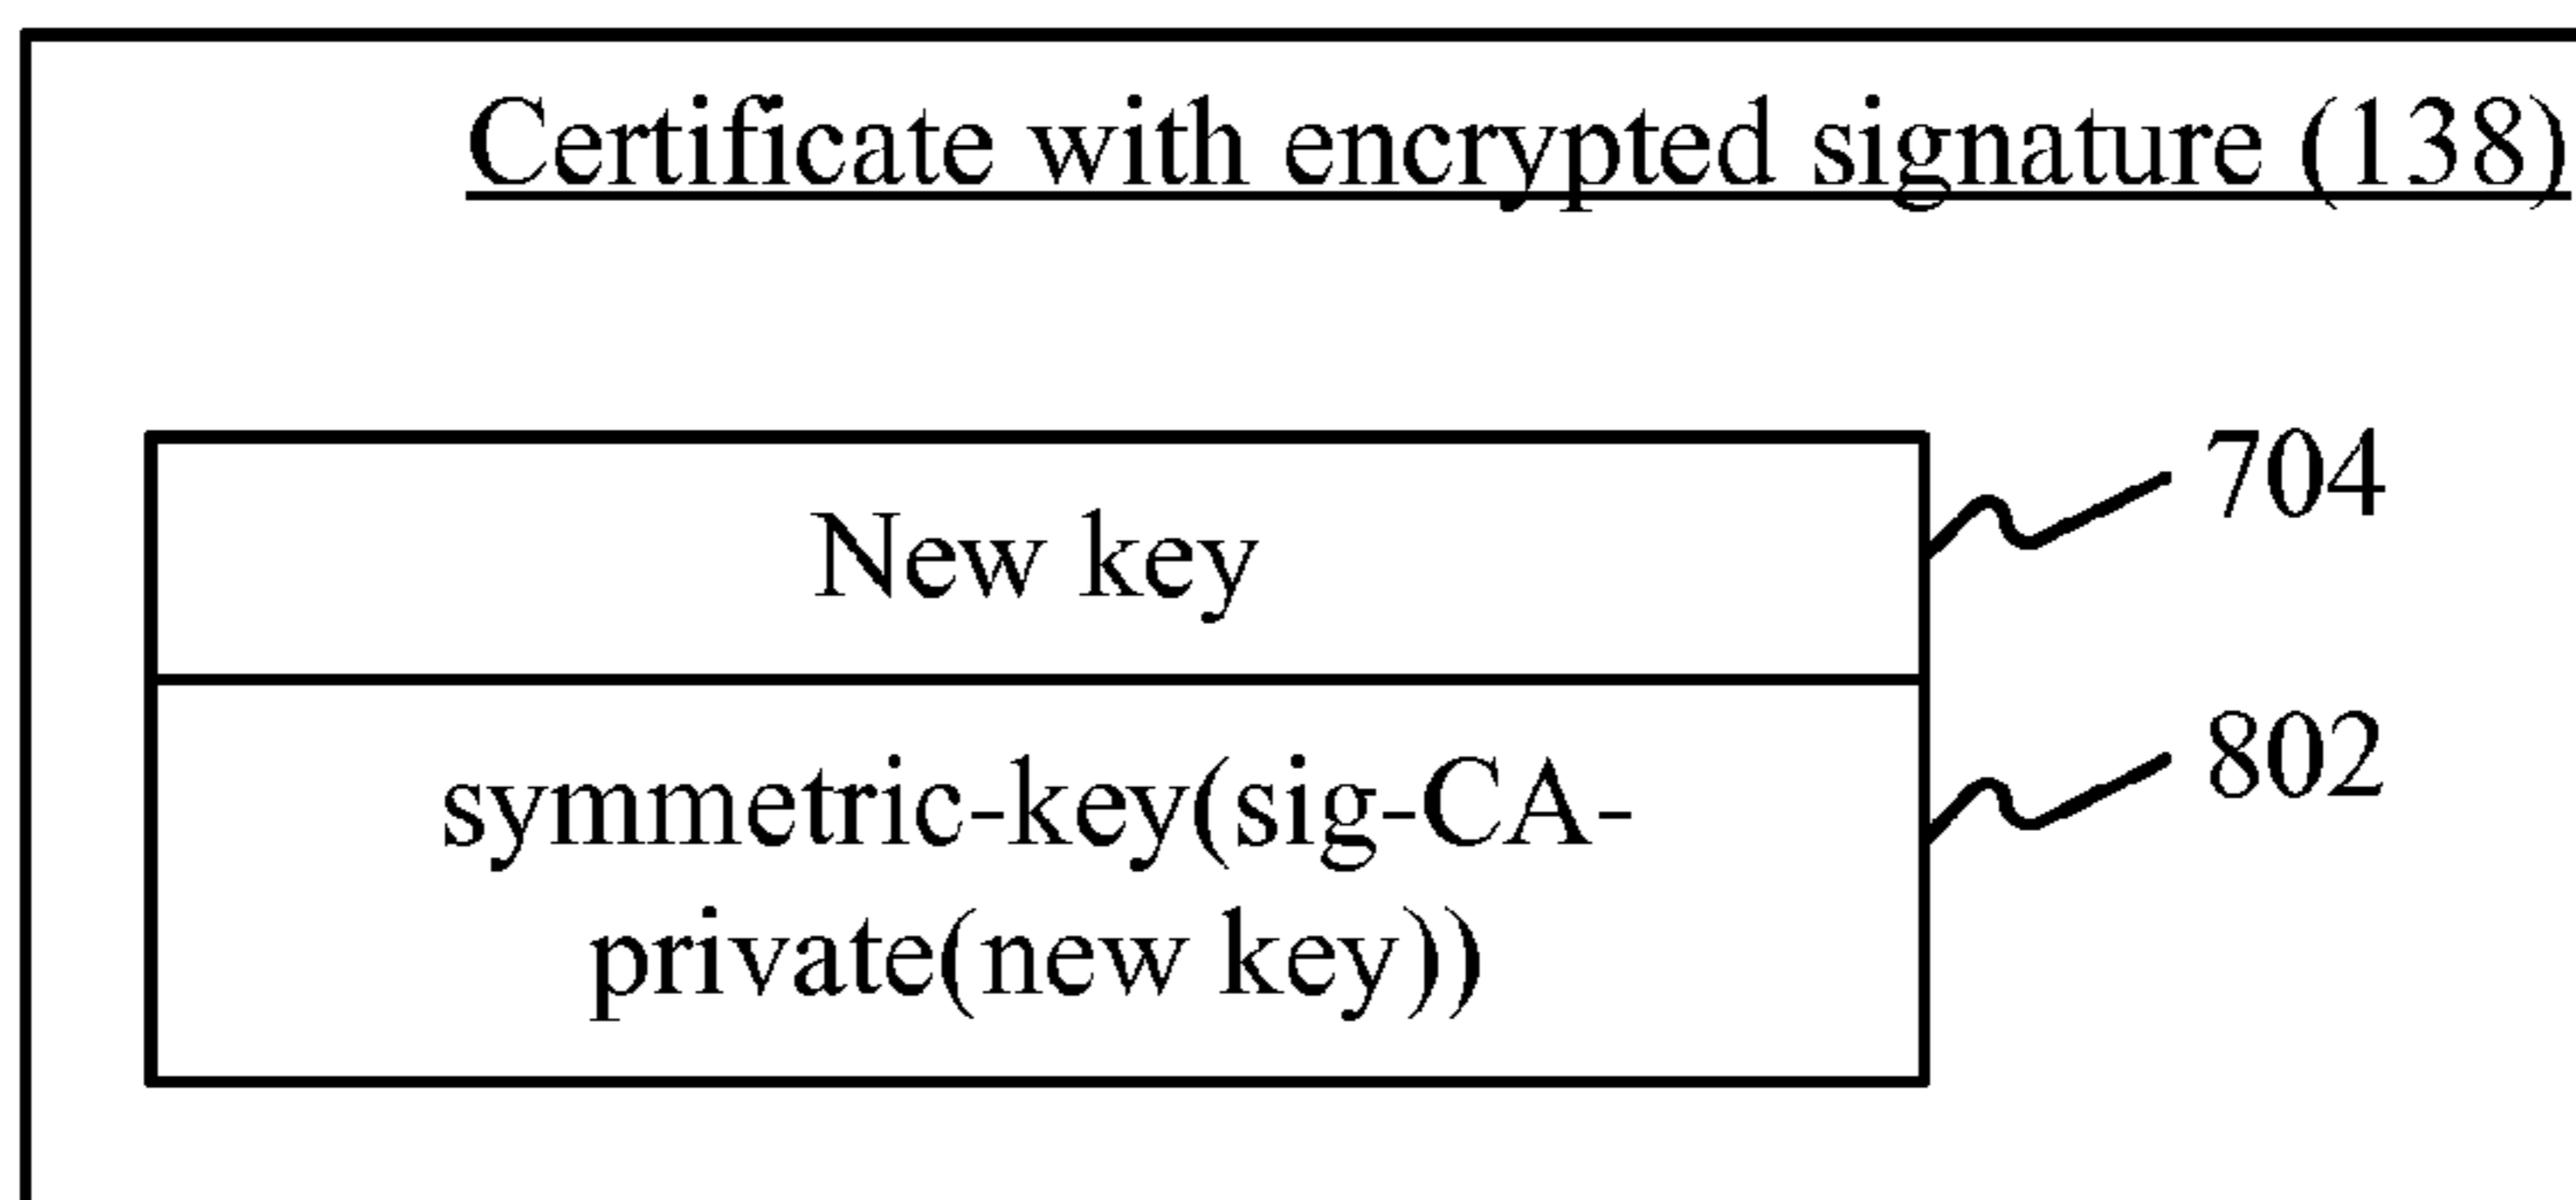 Certificate with encrypted signature (138)
704
New key
802
symmetric-key(sig-CA-
private(new key))